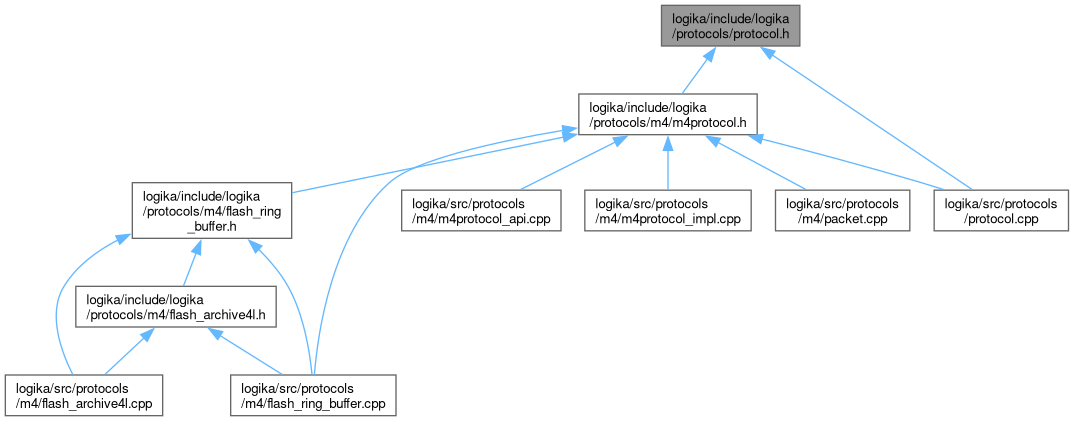 logika/include/logika
/protocols/protocol.h
logika/include/logika
/protocols/m4/m4protocol.h
logika/include/logika
/protocols/m4/flash_ring
_buffer.h
logika/src/protocols
/m4/m4protocol_api.cpp
logika/src/protocols
/m4/m4protocol_impl.cpp
logika/src/protocols
/m4/packet.cpp
logika/src/protocols
/protocol.cpp
logika/include/logika
/protocols/m4/flash_archive4l.h
logika/src/protocols
/m4/flash_archive4l.cpp
logika/src/protocols
/m4/flash_ring_buffer.cpp